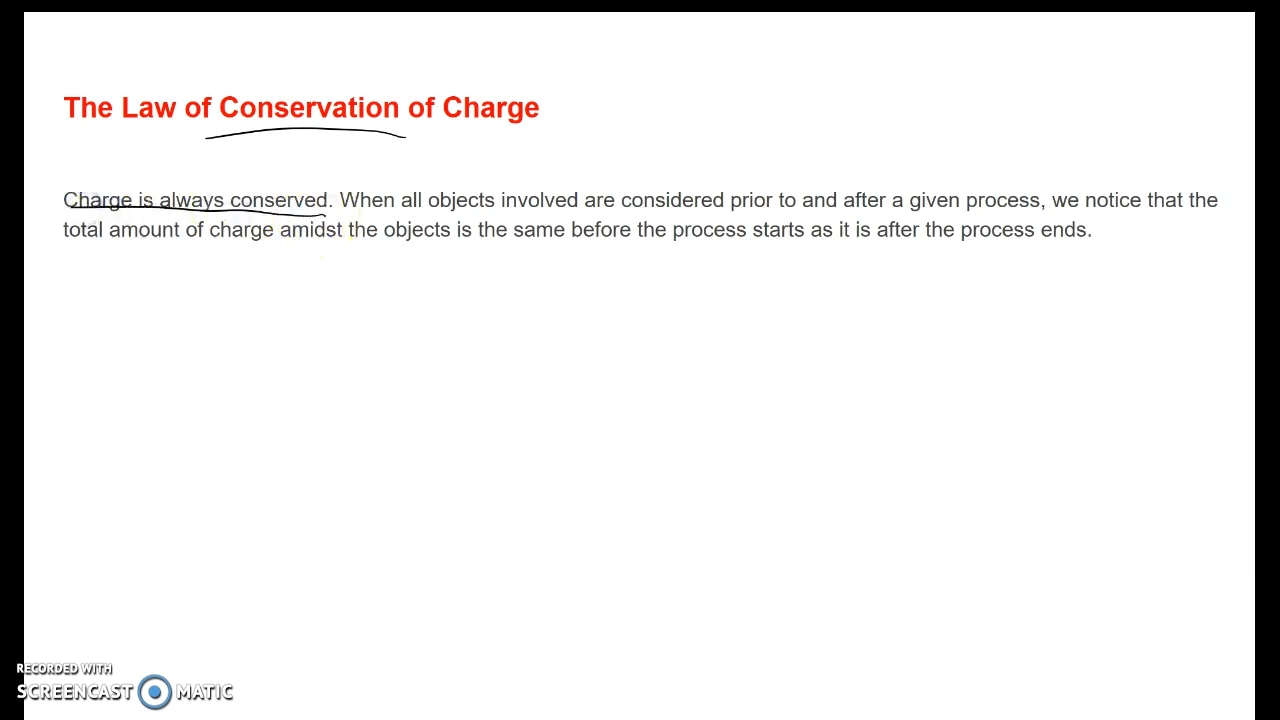 The Law of Conservation of Charge
Charge is always conserved. When all objects involved are considered prior to and after a given process, we notice that the
total amount of charge amidst the objects is the same before the process starts as it is after the process ends.
RECORDED WITH
SCREENCAST MATIC